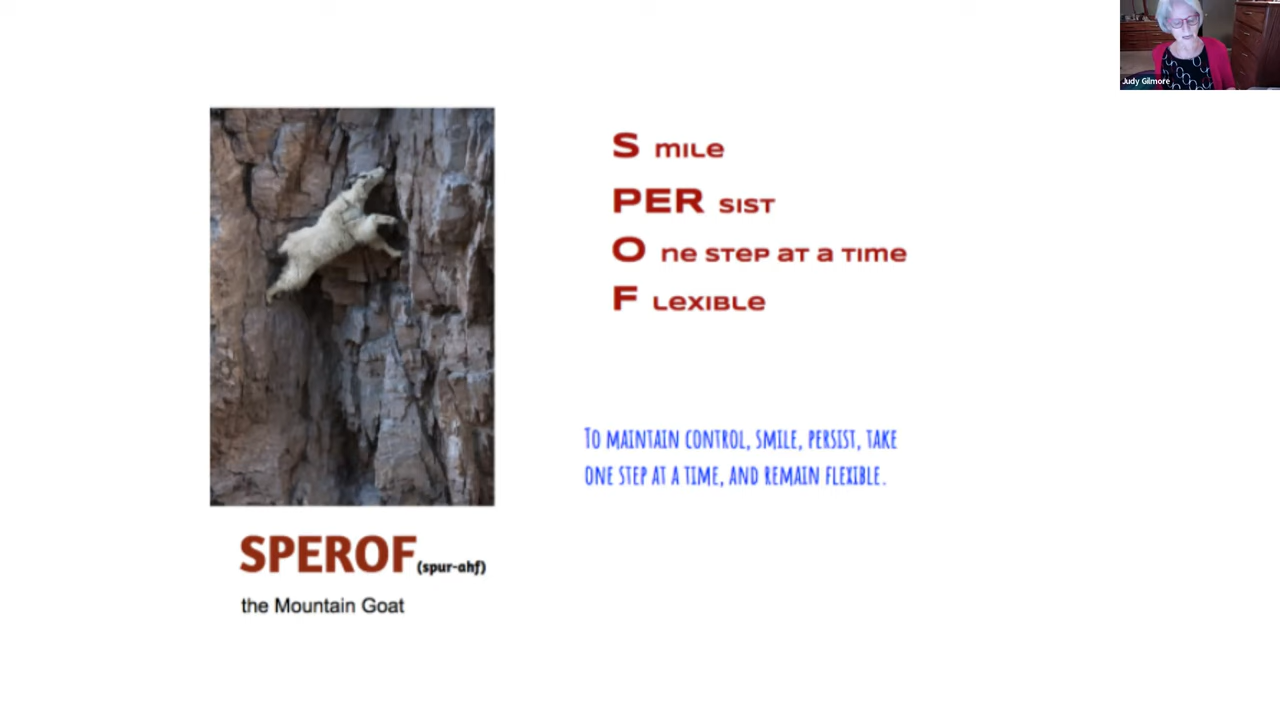 Judy Gilmore
S mile
PER sist
O ne step at a time
F lexible
To maintain control, smile, persist, take
one step at a time, and remain flexible.
SPEROF (spur-ahf)
the Mountain Goat